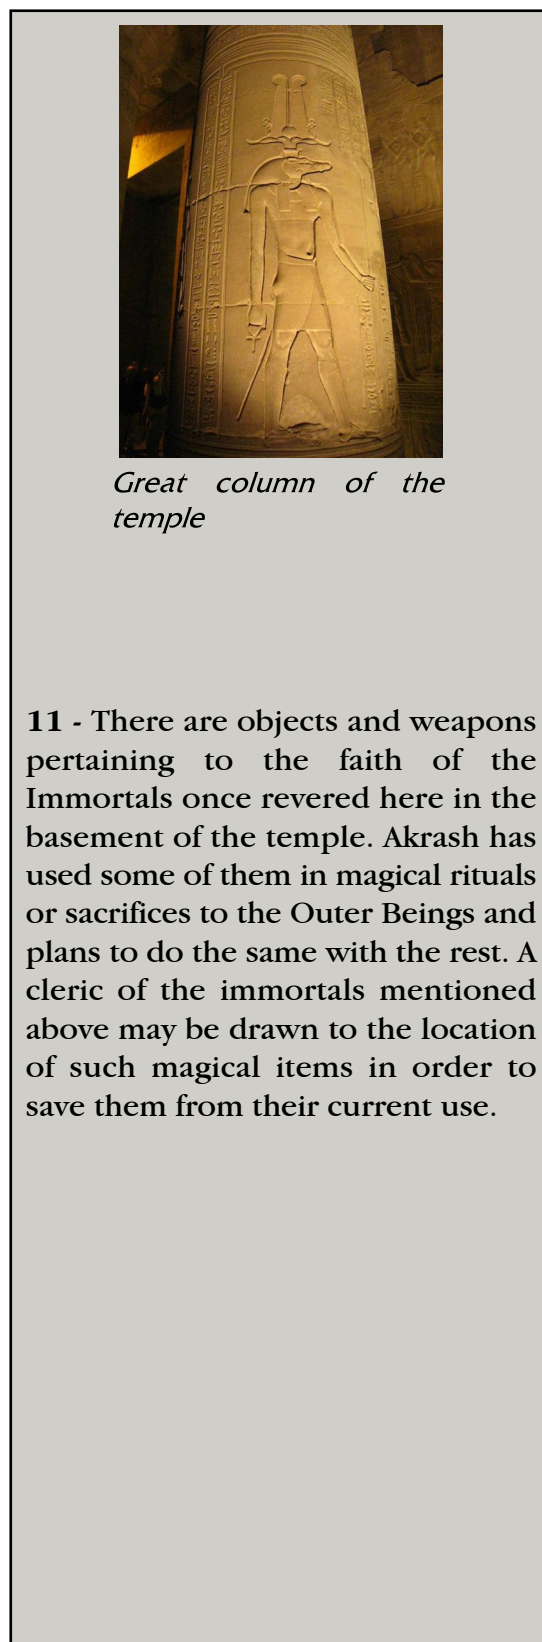 Great column of the
temple
11 - There are objects and weapons
pertaining to the faith of the
Immortals once revered here in the
basement of the temple. Akrash has
used some of them in magical rituals
or sacrifices to the Outer Beings and
plans to do the same with the rest. A
cleric of the immortals mentioned
above may be drawn to the location
of such magical items in order to
save them from their current use.